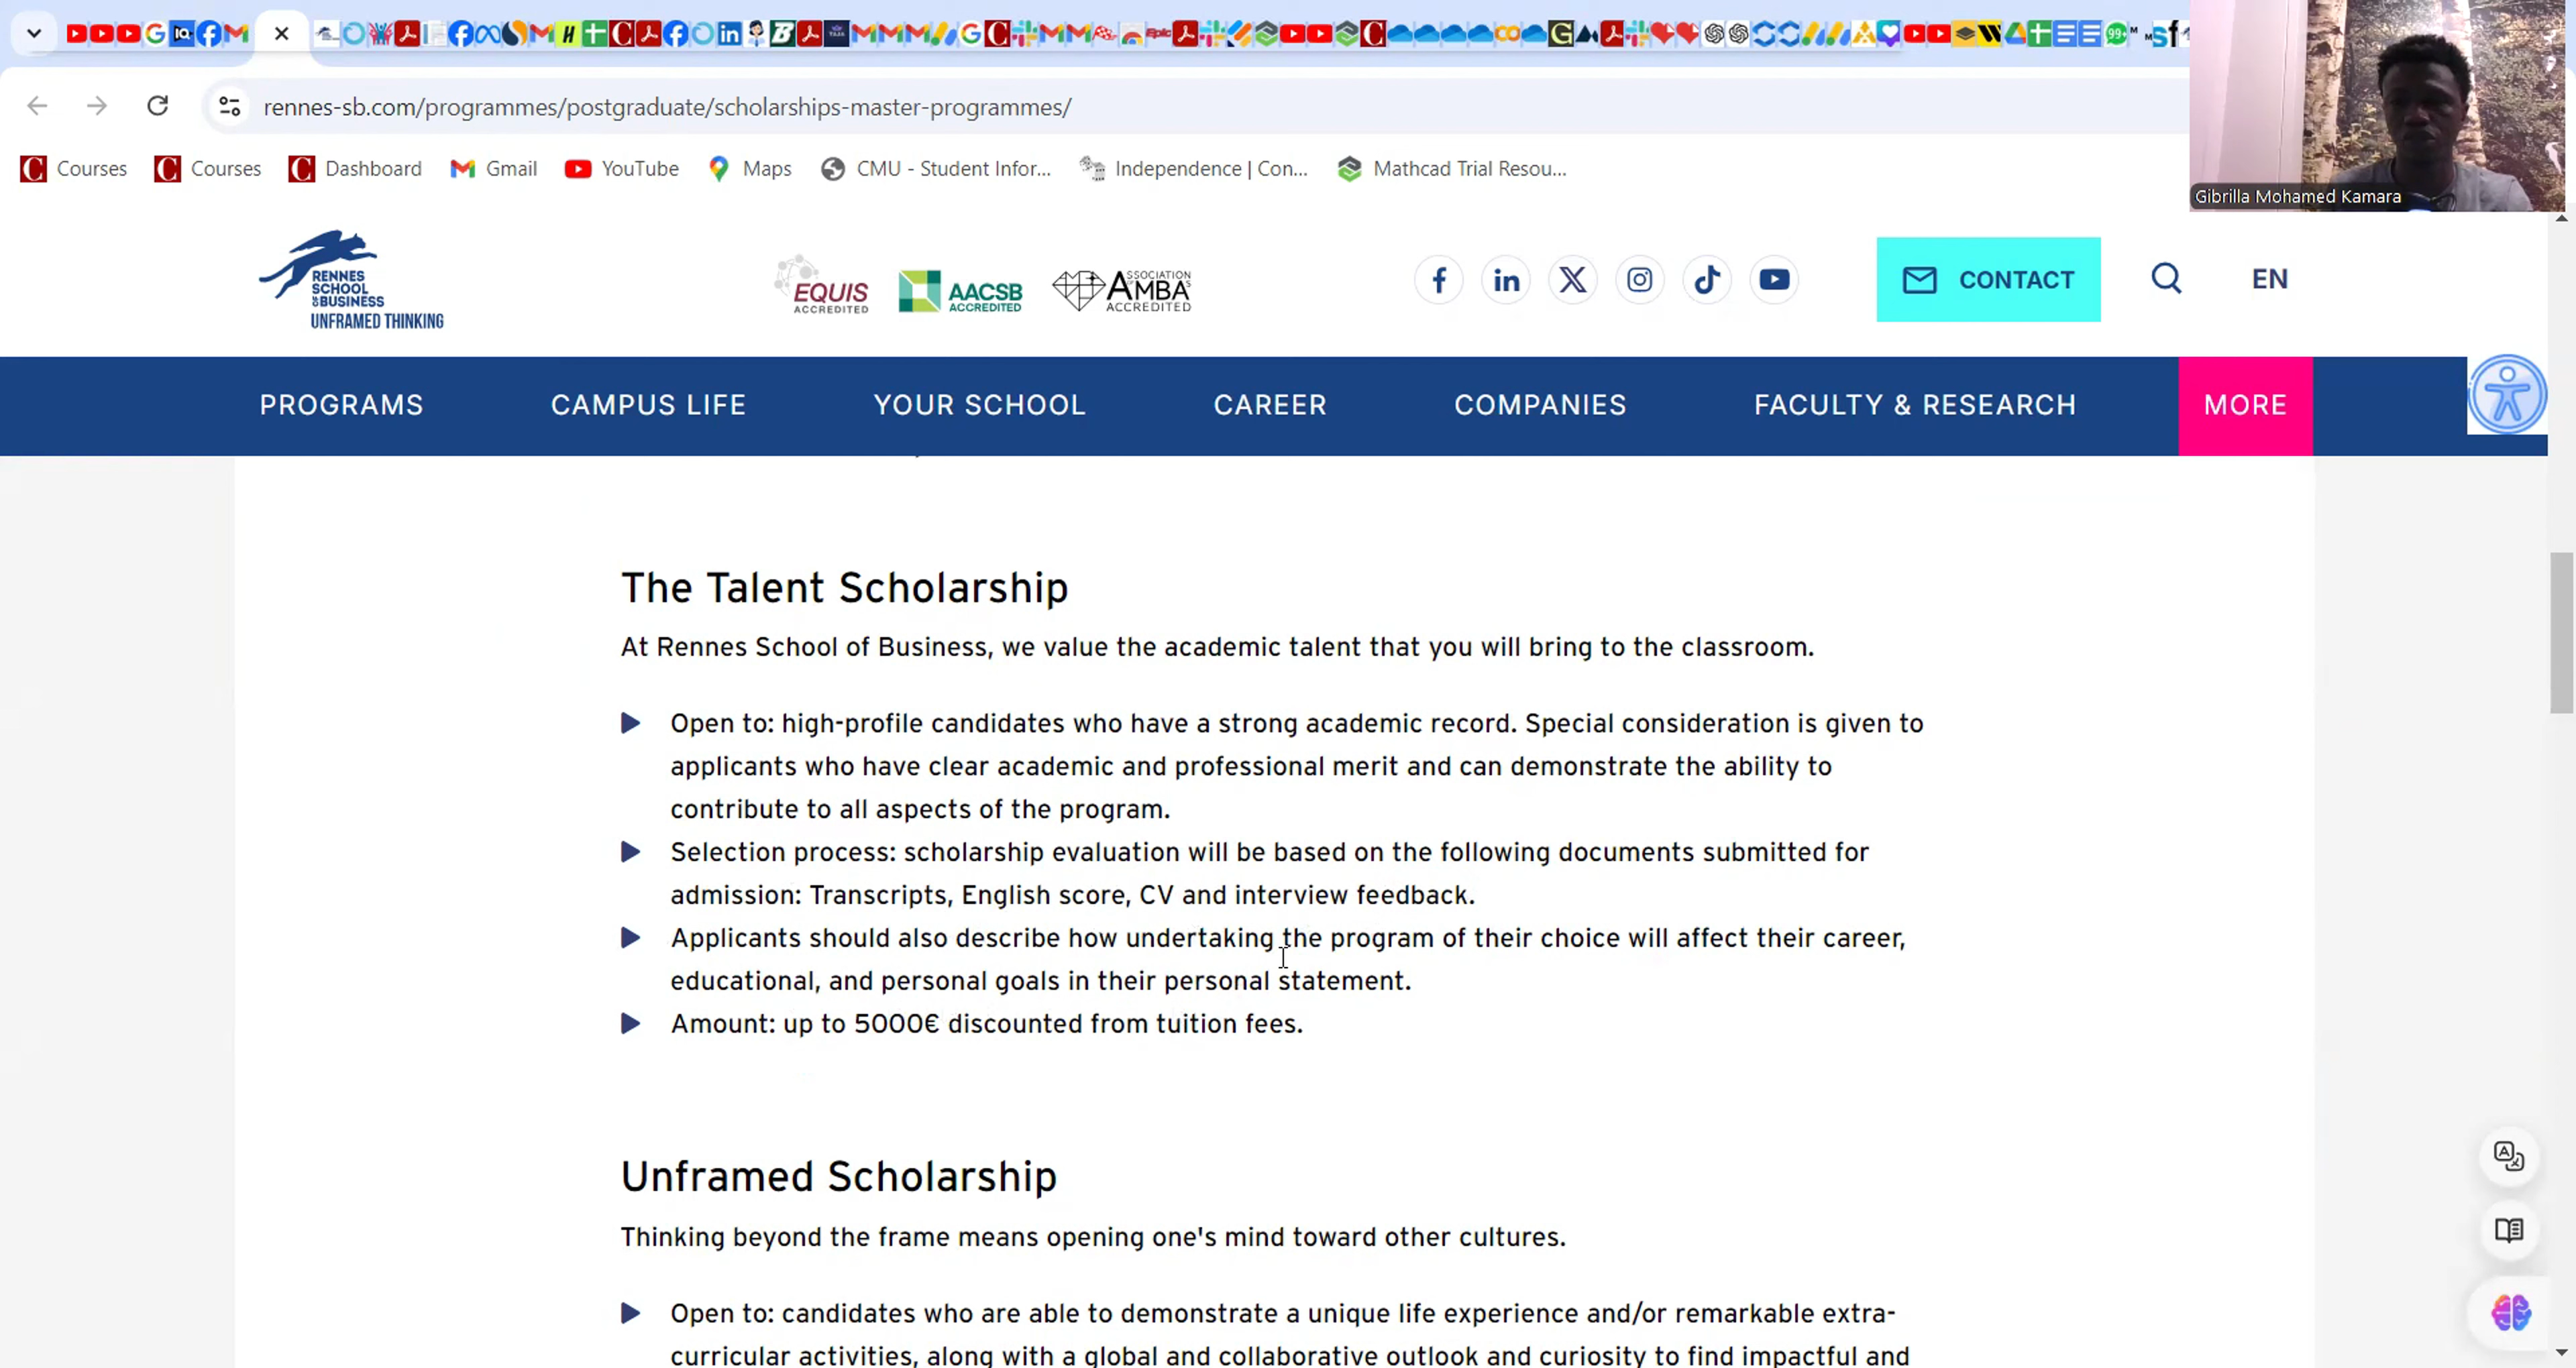 rennes-sb.com/programmes/postgraduate/scholarships-master-programmes/
Gibrilla Mohamed Kamara
Courses Courses Dashboard Gmail YouTube Maps CMU - Student Infor... Independence | Con... Mathcad Trial Resou...
RENNES
SCHOOL
OF BUSINESS
UNFRAMED THINKING
EQUIS
ACCREDITED
AACSB
ACCREDITED
ASSOCIATION
OF
AMBAs
ACCREDITED
CONTACT
EN
PROGRAMS CAMPUS LIFE YOUR SCHOOL CAREER COMPANIES FACULTY & RESEARCH MORE
The Talent Scholarship
At Rennes School of Business, we value the academic talent that you will bring to the classroom.
Open to: high-profile candidates who have a strong academic record. Special consideration is given to
applicants who have clear academic and professional merit and can demonstrate the ability to
contribute to all aspects of the program.
Selection process: scholarship evaluation will be based on the following documents submitted for
admission: Transcripts, English score, CV and interview feedback.
Applicants should also describe how undertaking the program of their choice will affect their career,
educational, and personal goals in their personal statement.
Amount: up to 5000€ discounted from tuition fees.
Unframed Scholarship
Thinking beyond the frame means opening one's mind toward other cultures.
Open to: candidates who are able to demonstrate a unique life experience and/or remarkable extra-
curricular activities, along with a global and collaborative outlook and curiosity to find impactful and